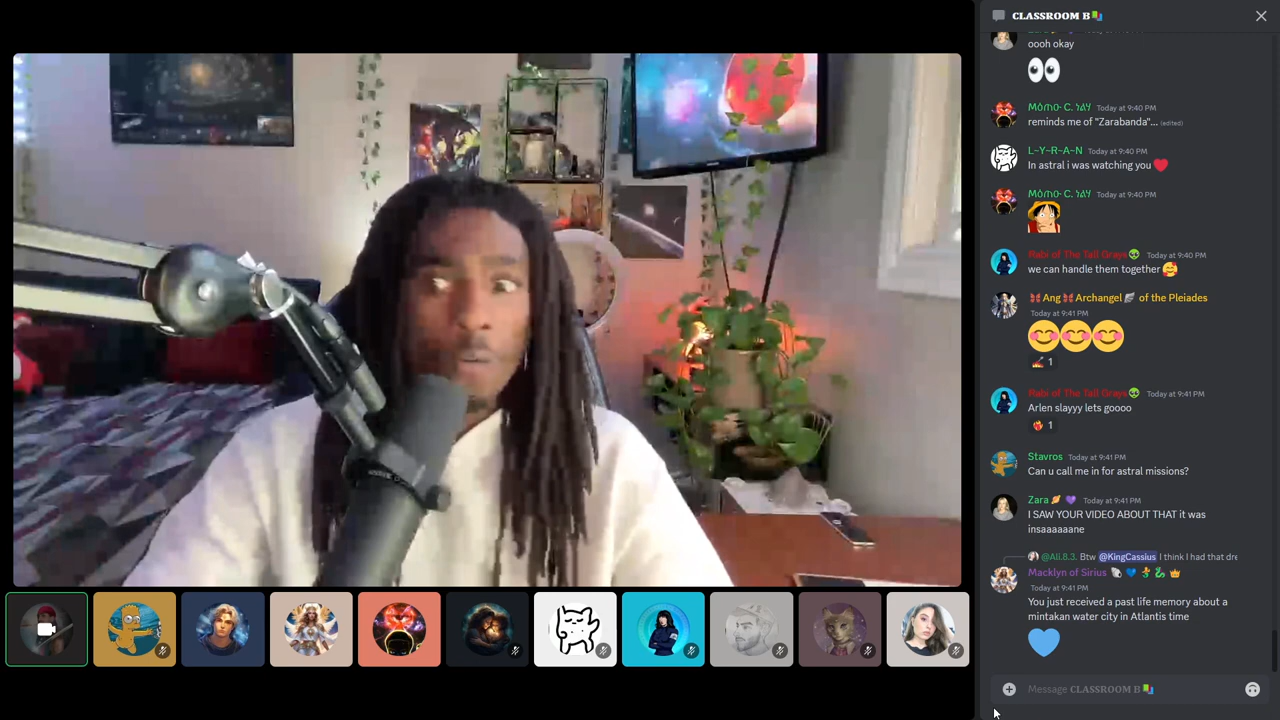 CLASSROOM B
oooh okay
Today at 9:40 PM
reminds me of "Zarabanda"... (edited)
L~Y~R~A~N Today at 9:40 PM
In astral i was watching you
Today at 9:40 PM
Rabi of The Tall Grays Today at 9:40 PM
we can handle them together
Ang Archangel of the Pleiades
Today at 9:41 PM
1
Rabi of The Tall Grays Today at 9:41 PM
Arlen slayyy lets goooo
1
Stavros Today at 9:41 PM
Can u call me in for astral missions?
Zara Today at 9:41 PM
I SAW YOUR VIDEO ABOUT THAT it was
insaaaaaane
@Ali.8.3. Btw @KingCassius I think I had that dre
Macklyn of Sirius
Today at 9:41 PM
You just received a past life memory about a
mintakan water city in Atlantis time
Message CLASSROOM B